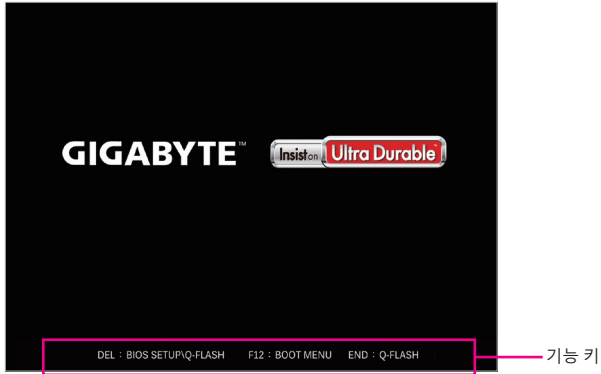 GIGABYTE™ Insist on Ultra Durable™
DEL : BIOS SETUP\Q-FLASH F12 : BOOT MENU END : Q-FLASH
기능 키